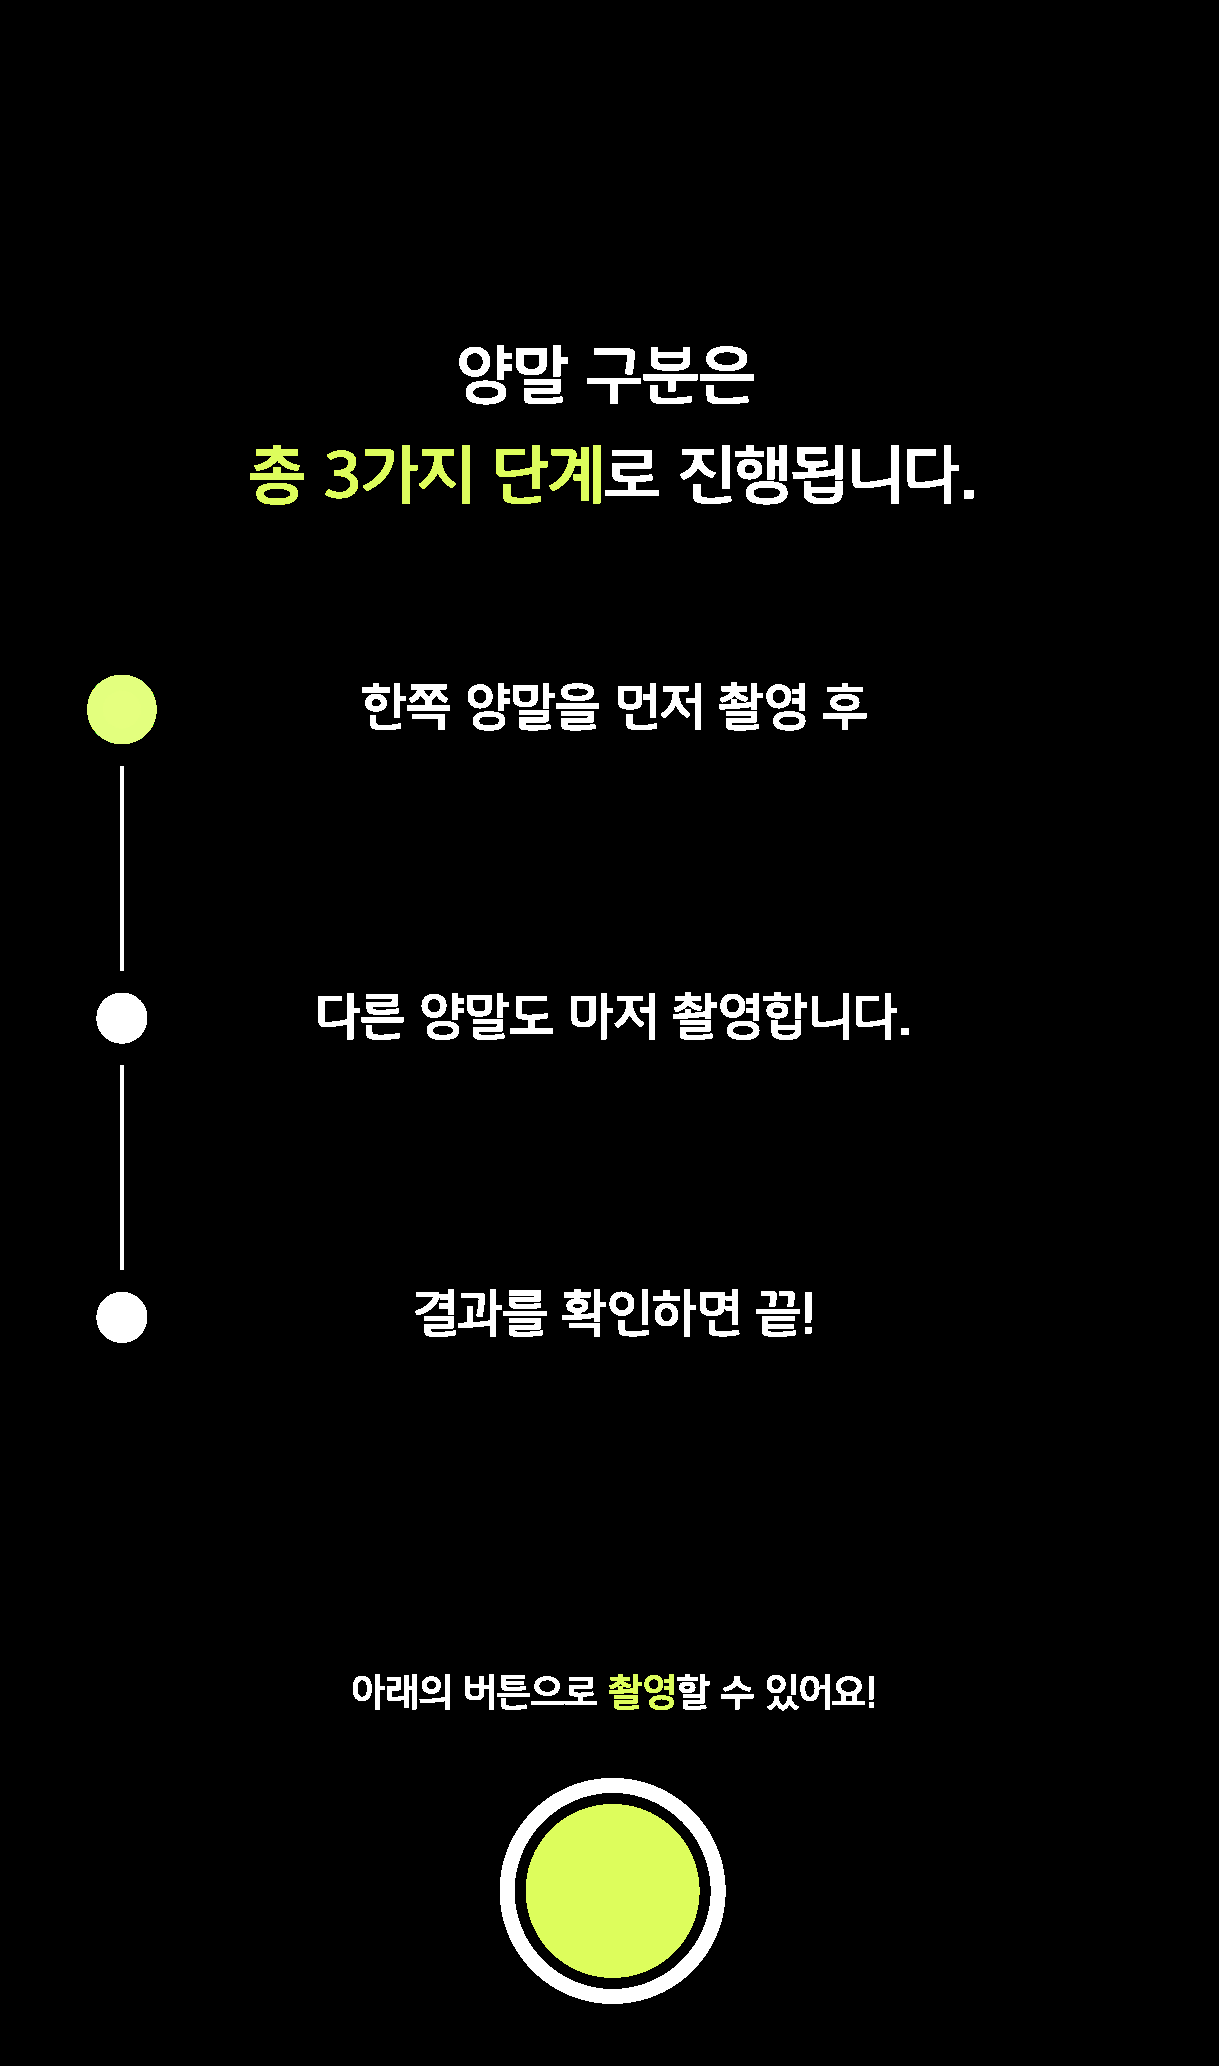 양말 구분은
총 3가지 단계로 진행됩니다.
한쪽 양말을 먼저 촬영 후
다른 양말도 마저 촬영합니다.
결과를 확인하면 끝!
아래의 버튼으로 촬영할 수 있어요!